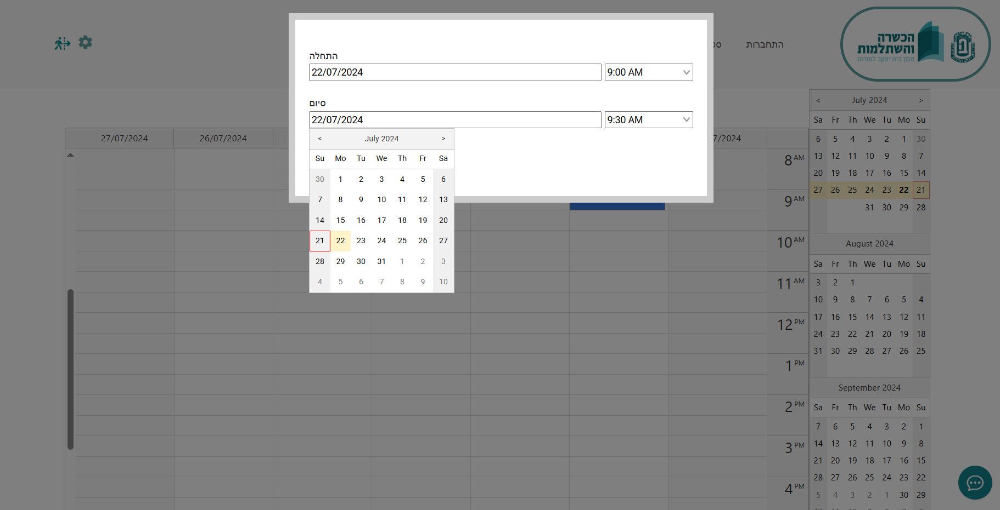 הכשרה
והשתלמות
מכון בית יעקב למורות
התחברות
התחלה
22/07/2024 9:00 AM
סיום
22/07/2024 9:30 AM
< July 2024 >
Su Mo Tu We Th Fr Sa
30 1 2 3 4 5 6
7 8 9 10 11 12 13
14 15 16 17 18 19 20
21 22 23 24 25 26 27
28 29 30 31 1 2 3
4 5 6 7 8 9 10
27/07/2024 26/07/2024 7/2024
8 AM
9 AM
10 AM
11 AM
12 PM
1 PM
2 PM
3 PM
4 PM
< July 2024 >
Sa Fr Th We Tu Mo Su
6 5 4 3 2 1 30
13 12 11 10 9 8 7
20 19 18 17 16 15 14
27 26 25 24 23 22 21
31 30 29 28
August 2024
Sa Fr Th We Tu Mo Su
3 2 1
10 9 8 7 6 5 4
17 16 15 14 13 12 11
24 23 22 21 20 19 18
31 30 29 28 27 26 25
September 2024
Sa Fr Th We Tu Mo Su
7 6 5 4 3 2 1
14 13 12 11 10 9 8
21 20 19 18 17 16 15
28 27 26 25 24 23 22
5 4 3 2 1 30 29